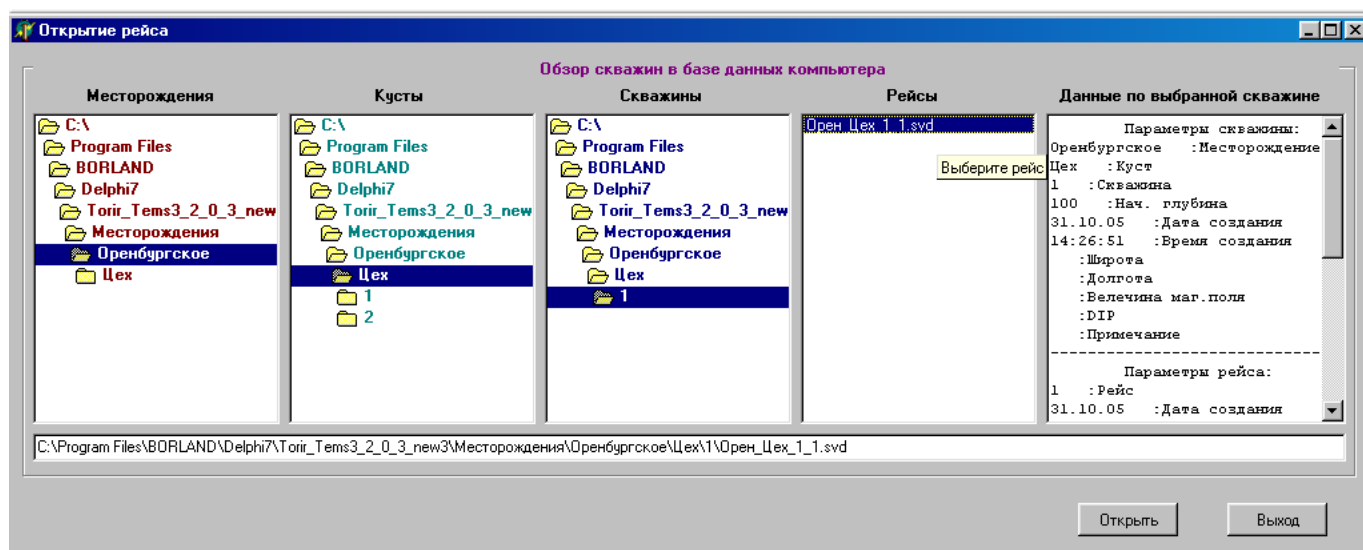 Открытие рейса
Обзор скважин в базе данных компьютера
Месторождения
C:\
Program Files
BORLAND
Delphi7
Torir_Tems3_2_0_3_new
Месторождения
Оренбургское
Цех
Кусты
C:\
Program Files
BORLAND
Delphi7
Torir_Tems3_2_0_3_new
Месторождения
Оренбургское
Цех
1
2
Скважины
C:\
Program Files
BORLAND
Delphi7
Torir_Tems3_2_0_3_new
Месторождения
Оренбургское
Цех
1
Рейсы
Орен_Цех_1_1.svd
Выберите рейс
Данные по выбранной скважине
Параметры скважины:
Оренбургское :Месторождение
Цех :Куст
1 :Скважина
100 :Нач. глубина
31.10.05 :Дата создания
14:26:51 :Время создания
:Широта
:Долгота
:Велечина маг.поля
:DIP
:Примечание
--------------------------------
Параметры рейса:
1 :Рейс
31.10.05 :Дата создания
C:\Program Files\BORLAND\Delphi7\Torir_Tems3_2_0_3_new3\Месторождения\Оренбургское\Цех\1\Орен_Цех_1_1.svd
Открыть
Выход